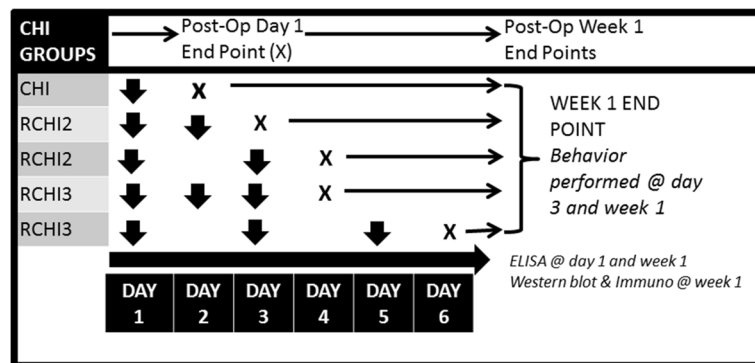 CHI
GROUPS
Post-Op Day 1
End Point (X)
Post-Op Week 1
End Points
CHI
X
RCHI2
X
RCHI2
X
RCHI3
X
RCHI3
X
WEEK 1 END
POINT
Behavior
performed @ day
3 and week 1
ELISA @ day 1 and week 1
Western blot & Immuno @ week 1
DAY
1
DAY
2
DAY
3
DAY
4
DAY
5
DAY
6